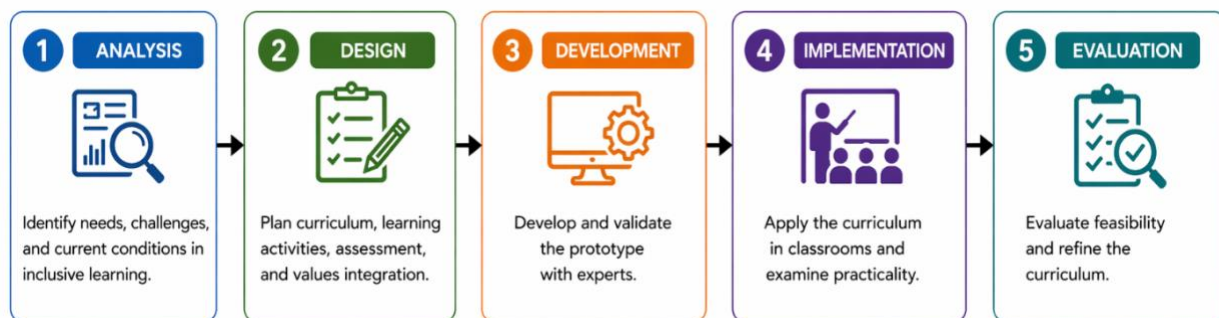 1 ANALYSIS
Identify needs, challenges,
and current conditions in
inclusive learning.
2 DESIGN
Plan curriculum, learning
activities, assessment,
and values integration.
3 DEVELOPMENT
Develop and validate
the prototype
with experts.
4 IMPLEMENTATION
Apply the curriculum
in classrooms and
examine practicality.
5 EVALUATION
Evaluate feasibility
and refine the
curriculum.